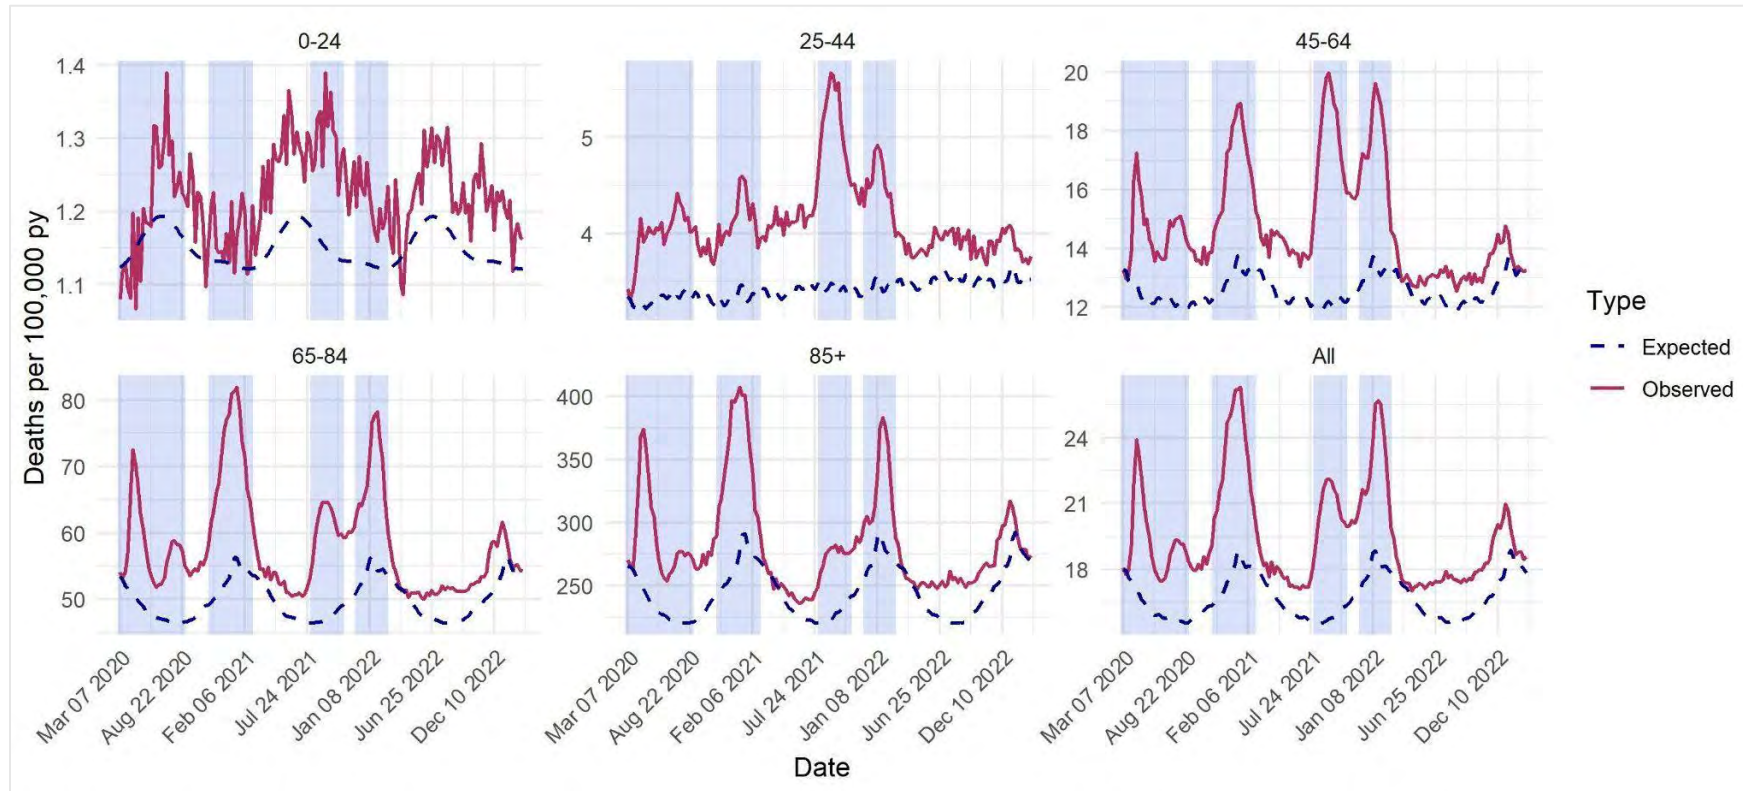 0-24
25-44
45-64
1.4
1.3
1.2
1.1
5
4
20
18
16
14
12
Type
Expected
Observed
Deaths per 100,000 py
65-84
85+
All
80
70
60
50
400
350
300
250
24
21
18
Mar 07 2020
Aug 22 2020
Feb 06 2021
Jul 24 2021
Jan 08 2022
Jun 25 2022
Dec 10 2022
Mar 07 2020
Aug 22 2020
Feb 06 2021
Jul 24 2021
Jan 08 2022
Jun 25 2022
Dec 10 2022
Mar 07 2020
Aug 22 2020
Feb 06 2021
Jul 24 2021
Jan 08 2022
Jun 25 2022
Dec 10 2022
Date